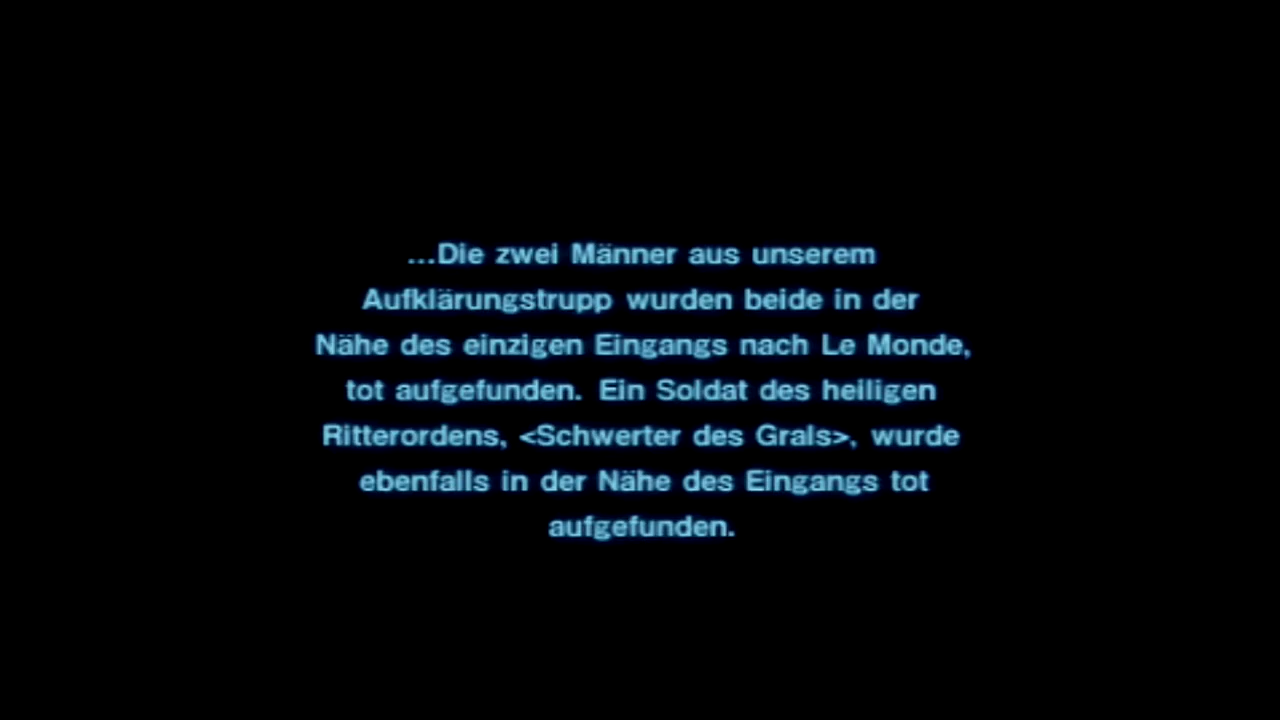 ...Die zwei Männer aus unserem
Aufklärungstrupp wurden beide in der
Nähe des einzigen Eingangs nach Le Monde,
tot aufgefunden. Ein Soldat des heiligen
Ritterordens, <Schwerter des Grals>, wurde
ebenfalls in der Nähe des Eingangs tot
aufgefunden.